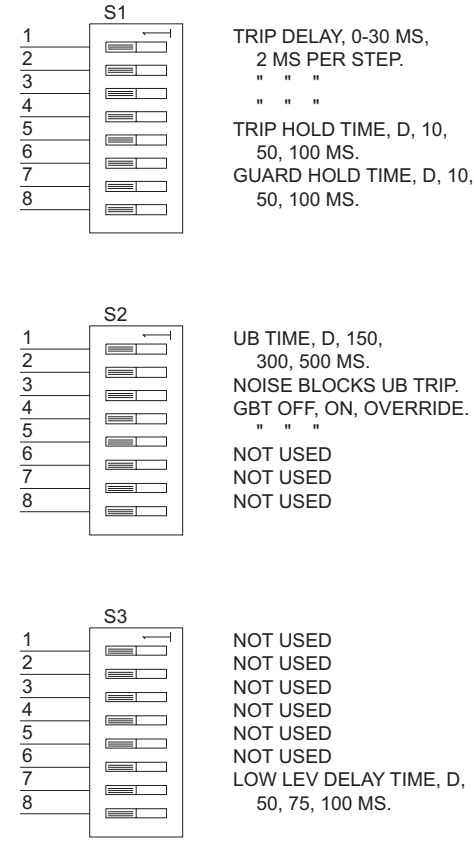 S1
1 TRIP DELAY, 0-30 MS,
2 2 MS PER STEP.
3 " " "
4 " " "
5 TRIP HOLD TIME, D, 10,
6 50, 100 MS.
7 GUARD HOLD TIME, D, 10,
8 50, 100 MS.
S2
1 UB TIME, D, 150,
2 300, 500 MS.
3 NOISE BLOCKS UB TRIP.
4 GBT OFF, ON, OVERRIDE.
5 " " "
6 NOT USED
7 NOT USED
8 NOT USED
S3
1 NOT USED
2 NOT USED
3 NOT USED
4 NOT USED
5 NOT USED
6 NOT USED
7 LOW LEV DELAY TIME, D,
8 50, 75, 100 MS.